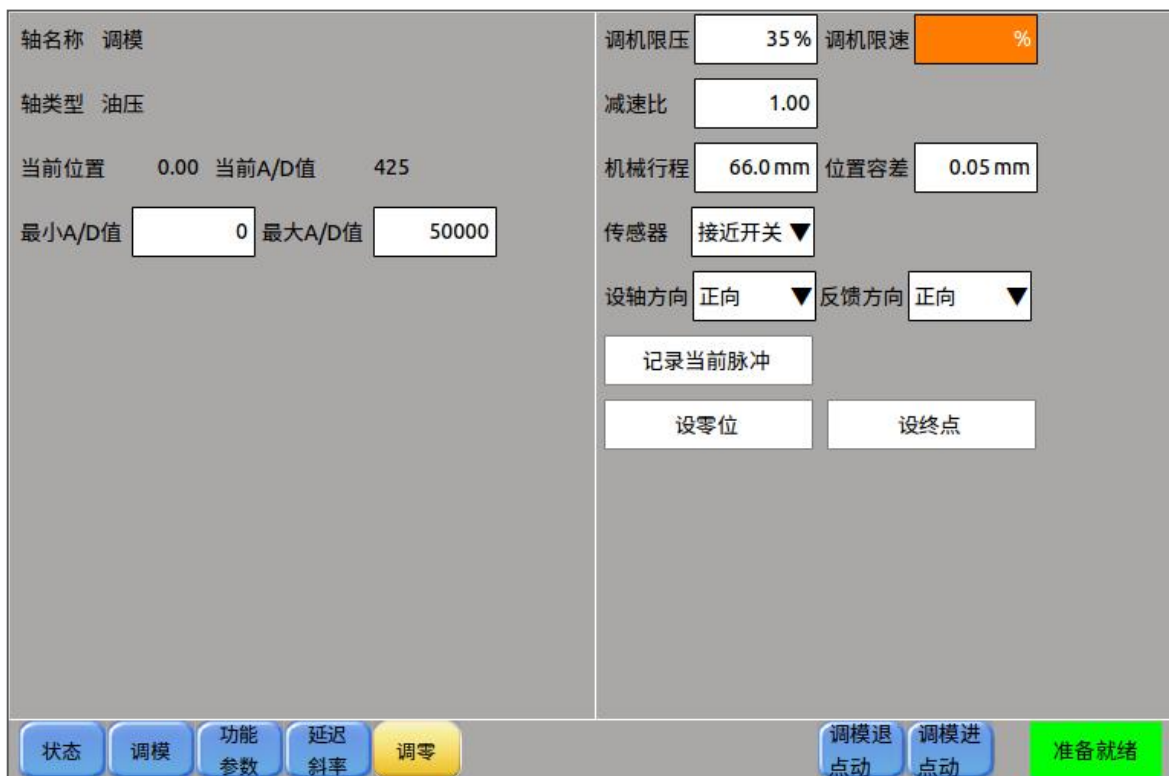 轴名称 调模
轴类型 油压
当前位置 0.00 当前A/D值 425
最小A/D值 0 最大A/D值 50000
调机限压 35% 调机限速 %
减速比 1.00
机械行程 66.0mm 位置容差 0.05mm
传感器 接近开关 ▼
设轴方向 正向 ▼ 反馈方向 正向 ▼
记录当前脉冲
设零位 设终点
状态 调模 功能参数 延迟斜率 调零 调模退点动 调模进点动 准备就绪